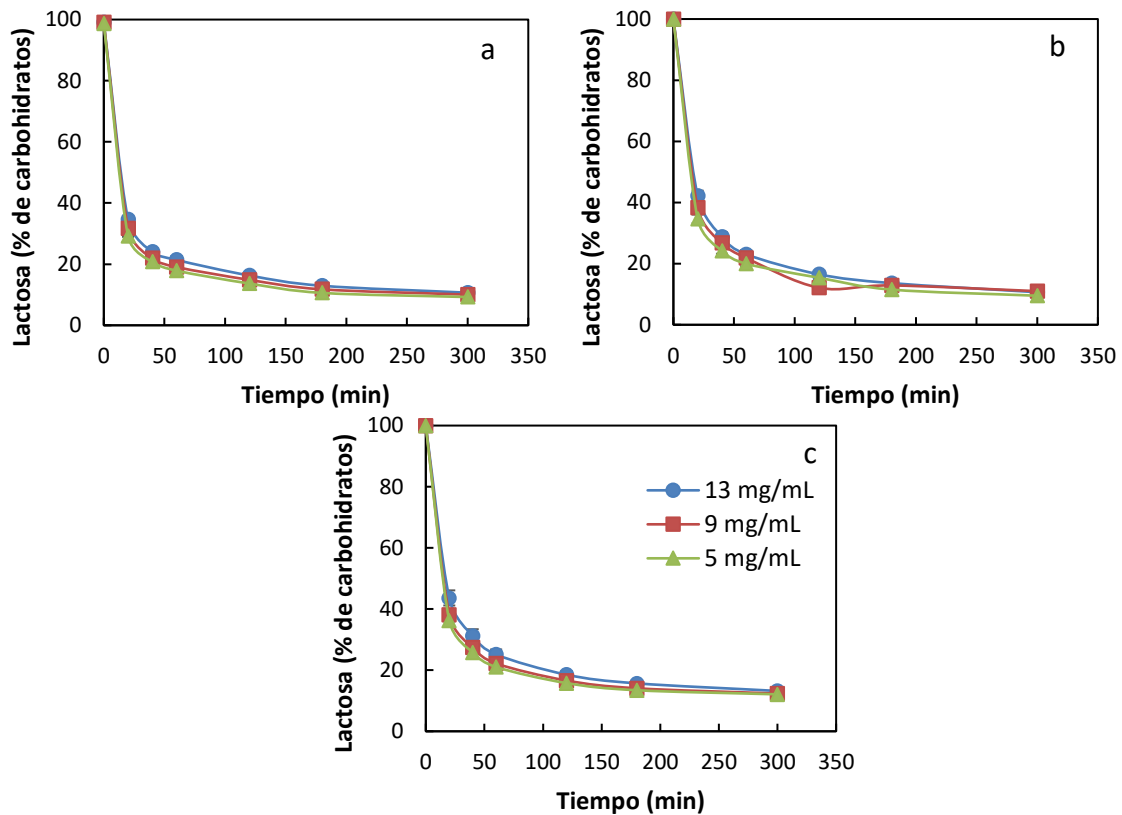 a
100
80
60
40
20
0
Lactosa (% de carbohidratos)
0 50 100 150 200 250 300 350
Tiempo (min)
b
100
80
60
40
20
0
Lactosa (% de carbohidratos)
0 50 100 150 200 250 300 350
Tiempo (min)
c
100
80
60
40
20
0
Lactosa (% de carbohidratos)
13 mg/mL
9 mg/mL
5 mg/mL
0 50 100 150 200 250 300 350
Tiempo (min)